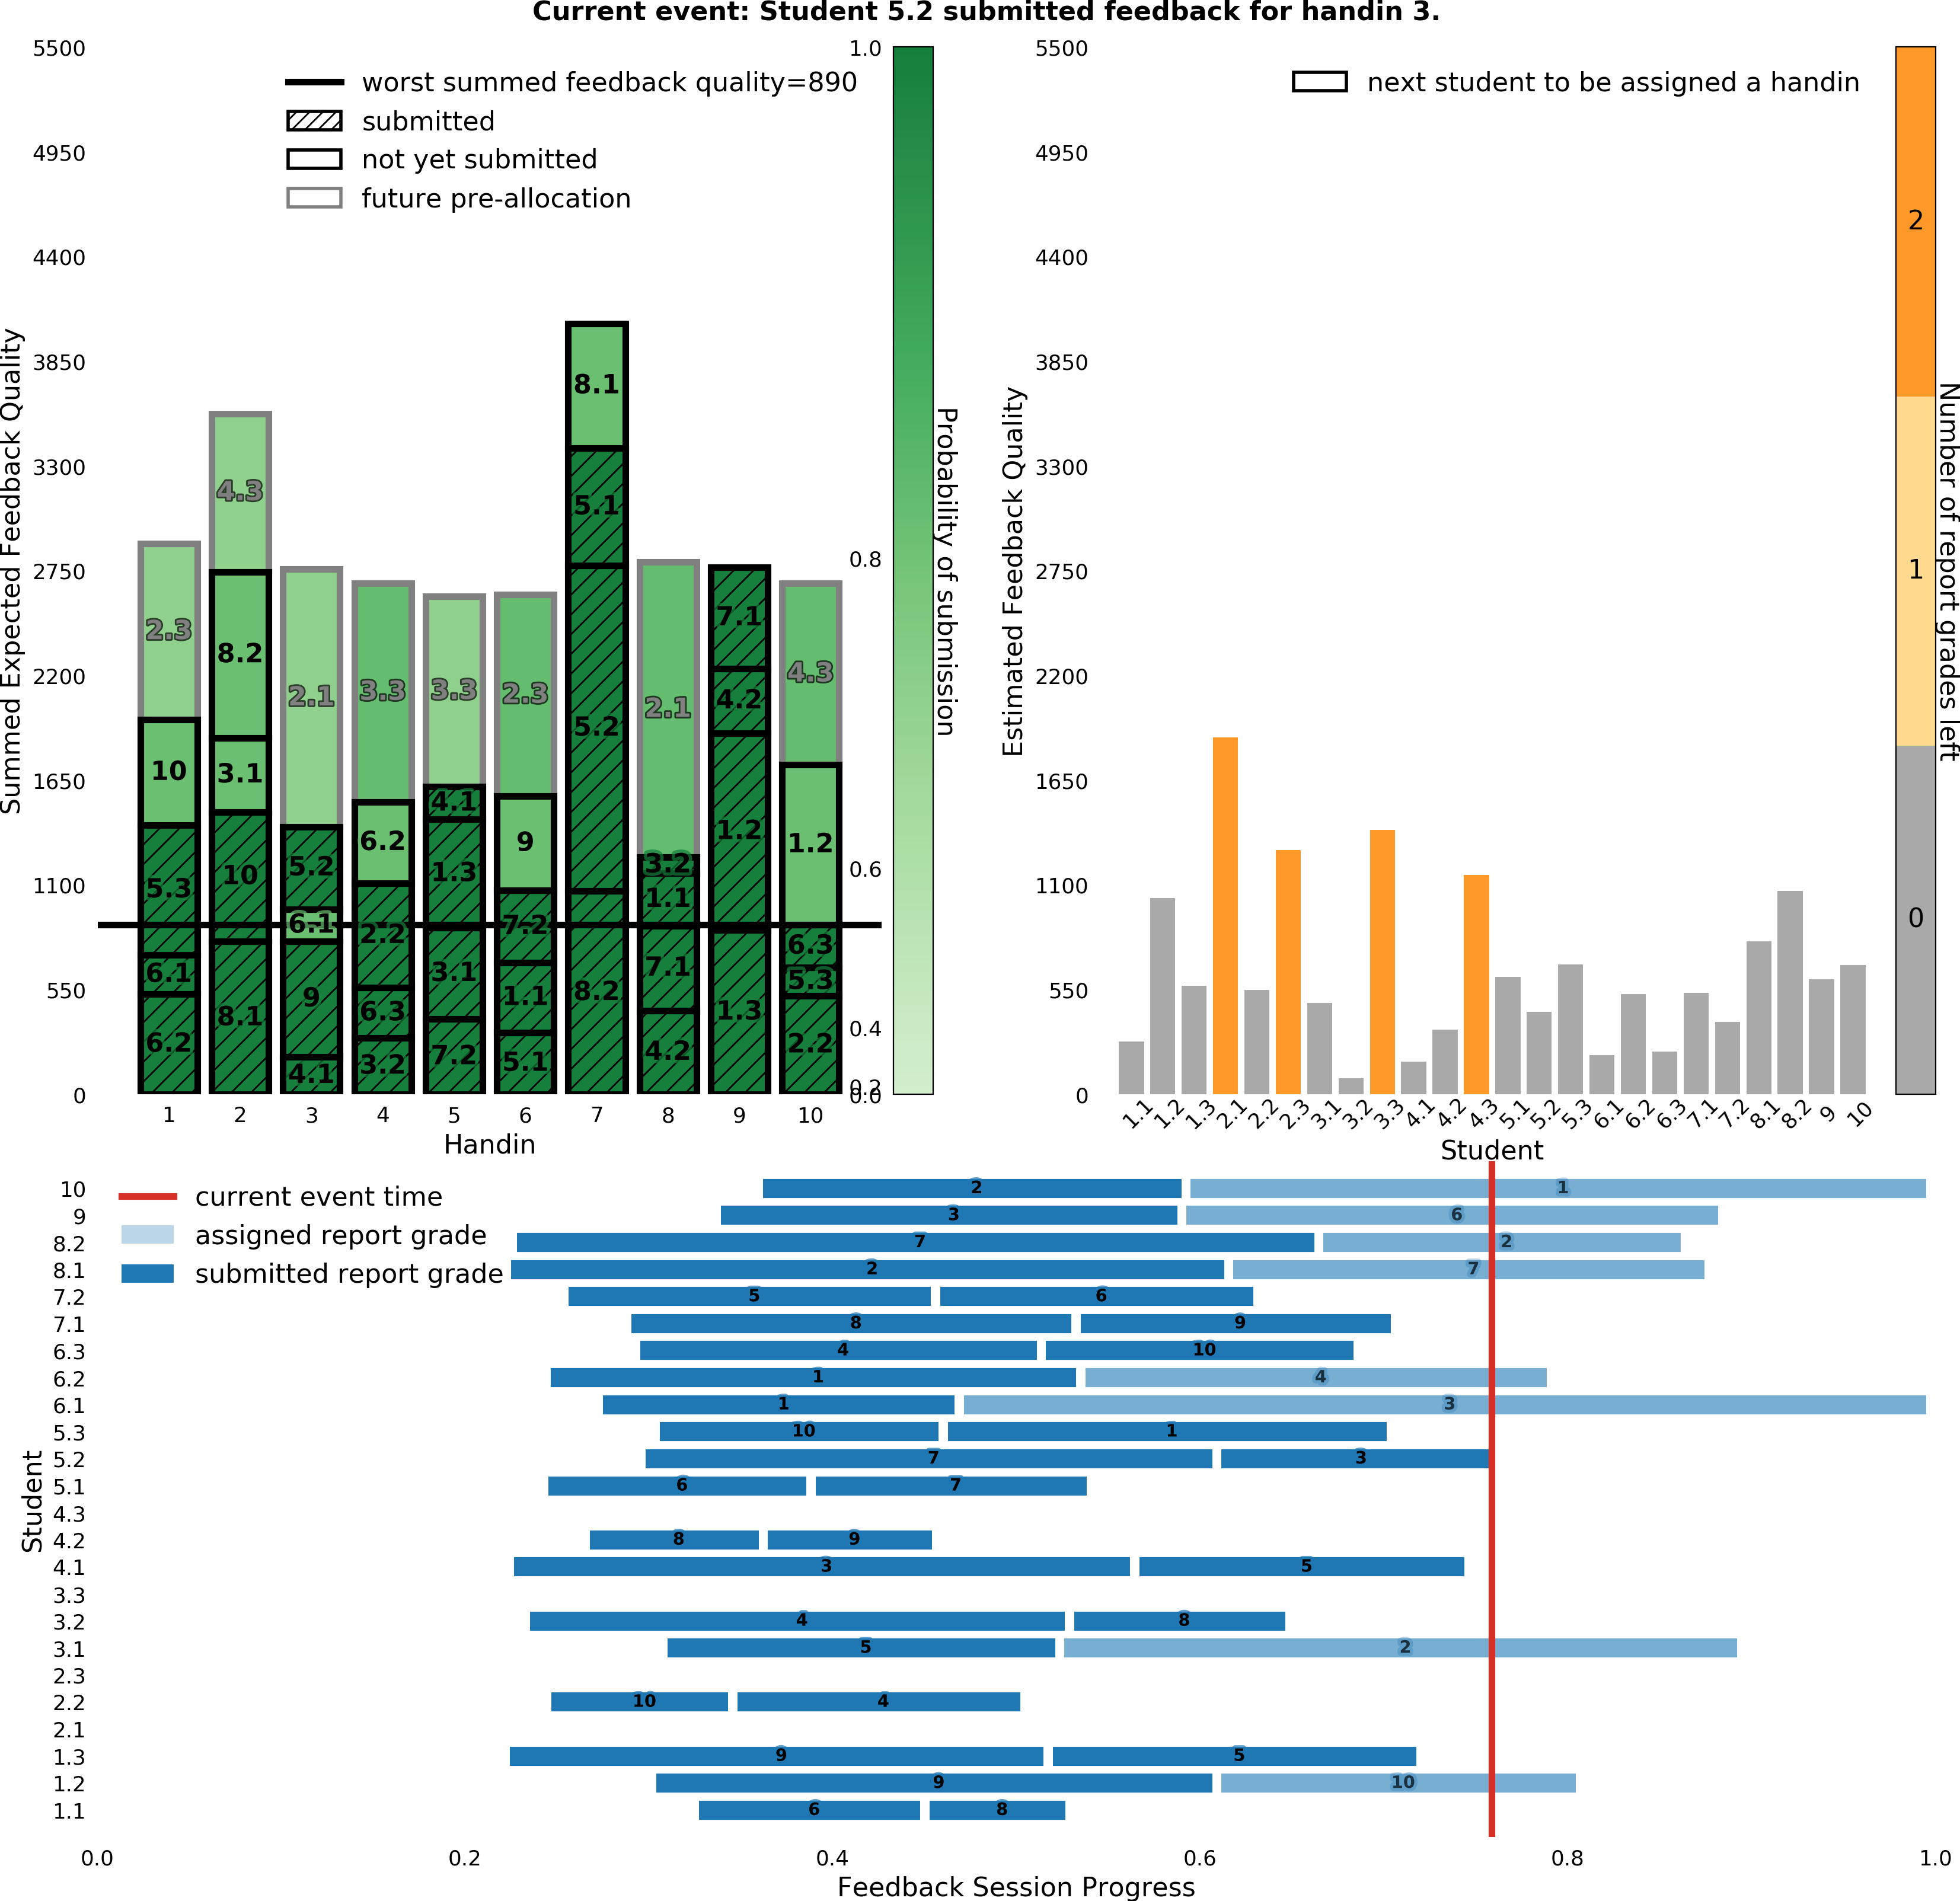 Current event: Student 5.2 submitted feedback for handin 3.
Summed Expected Feedback Quality
5500
4950
4400
3850
3300
2750
2200
1650
1100
550
0
worst summed feedback quality=890
submitted
not yet submitted
future pre-allocation
2.3
10
5.3
6.1
6.2
4.3
8.2
3.1
10
8.1
2.1
5.2
6.1
9
4.1
3.3
6.2
2.2
6.3
3.2
3.3
4.1
1.3
3.1
7.2
2.3
9
7.2
1.1
5.1
8.1
5.1
5.2
8.2
2.1
3.2
1.1
7.1
4.2
7.1
4.2
1.2
1.3
4.3
1.2
6.3
5.3
2.2
1 2 3 4 5 6 7 8 9 10
Handin
1.0
0.8
0.6
0.4
0.2
0.0
Probability of submission
Estimated Feedback Quality
5500
4950
4400
3850
3300
2750
2200
1650
1100
550
0
next student to be assigned a handin
1.1 1.2 1.3 2.1 2.2 2.3 3.1 3.2 3.3 4.1 4.2 4.3 5.1 5.2 5.3 6.1 6.2 6.3 7.1 7.2 8.1 8.2 9 10
Student
2
1
0
Number of report grades left
current event time
assigned report grade
submitted report grade
Student
10 2 1
9 3 6
8.2 7 2
8.1 2 7
7.2 5 6
7.1 8 9
6.3 4 10
6.2 1 4
6.1 1 3
5.3 10 1
5.2 7 3
5.1 6 7
4.3
4.2 8 9
4.1 3 5
3.3
3.2 4 8
3.1 5 2
2.3
2.2 10 4
2.1
1.3 9 5
1.2 9 10
1.1 6 8
0.0 0.2 0.4 0.6 0.8 1.0
Feedback Session Progress